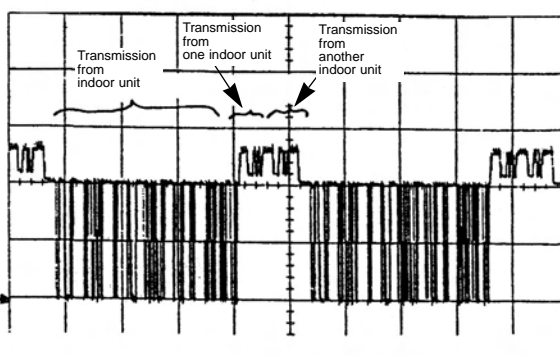 Transmission
from
indoor unit
Transmission
from
one indoor unit
Transmission
from
another
indoor unit